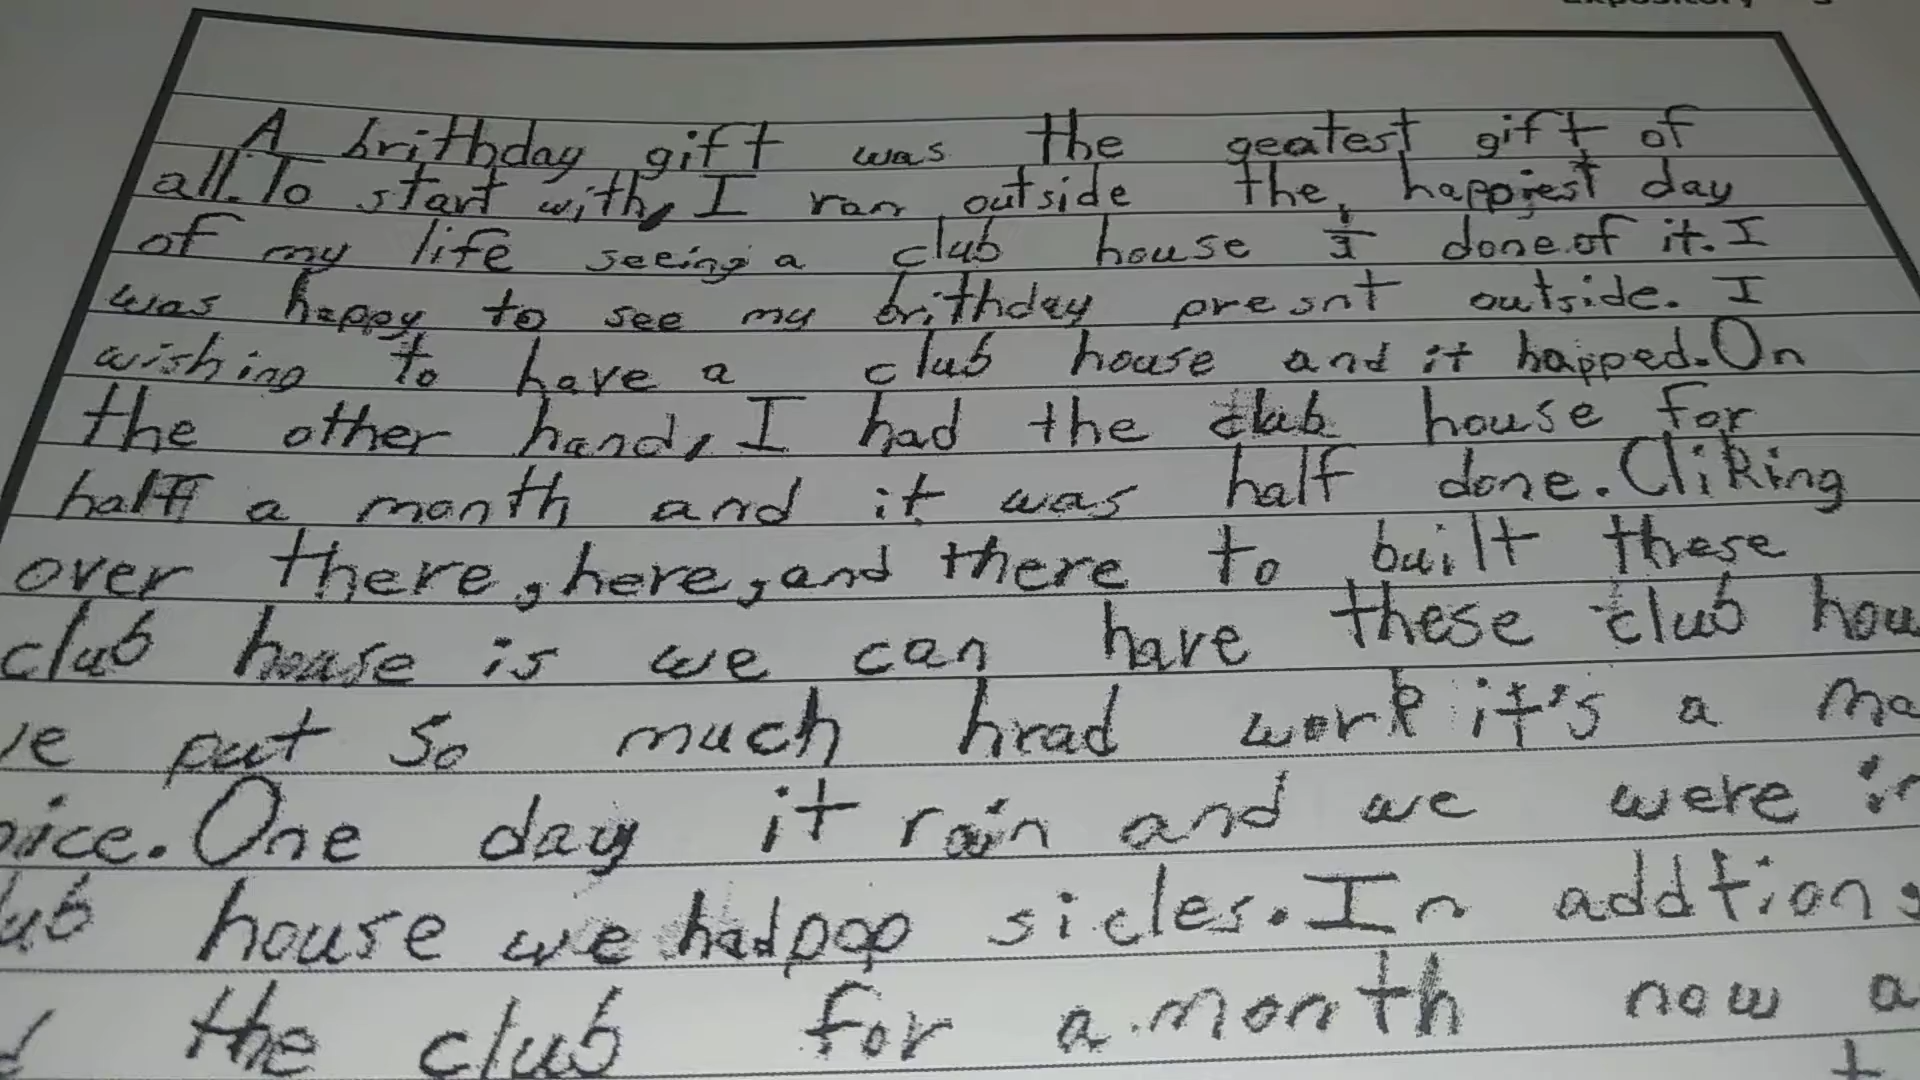 Expository
A brithday gift was the geatest gift of
all. To start with, I ran outside the happiest day
of my life seeing a club house 1/3 done of it. I
was happy to see my brithday presnt outside. I
wishing to have a club house and it happed. On
the other hand, I had the club house for
half a month and it was half done. Cliking
over there, here, and there to built these
club house is we can have these club hou
put so much hrad work it's a ma
One day it rain and we were
house we had pop sicles. In addtion
the club for a month now a